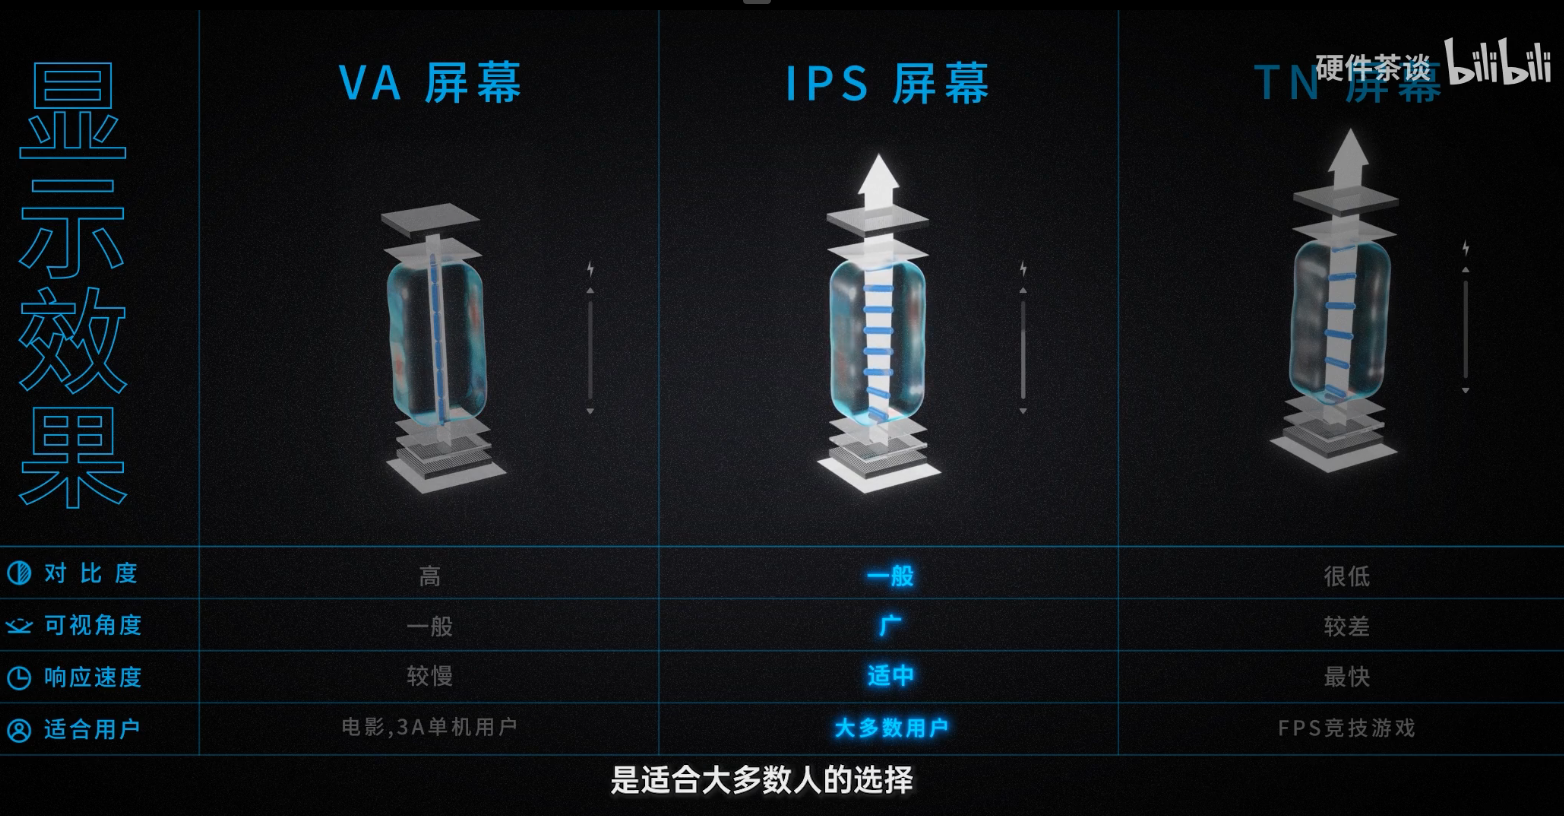 硬件茶谈 bilibili
显示效果
VA 屏幕
IPS 屏幕
TN 屏幕
对比度 高 一般 很低
可视角度 一般 广 较差
响应速度 较慢 适中 最快
适合用户 电影,3A单机用户 大多数用户 FPS竞技游戏
是适合大多数人的选择